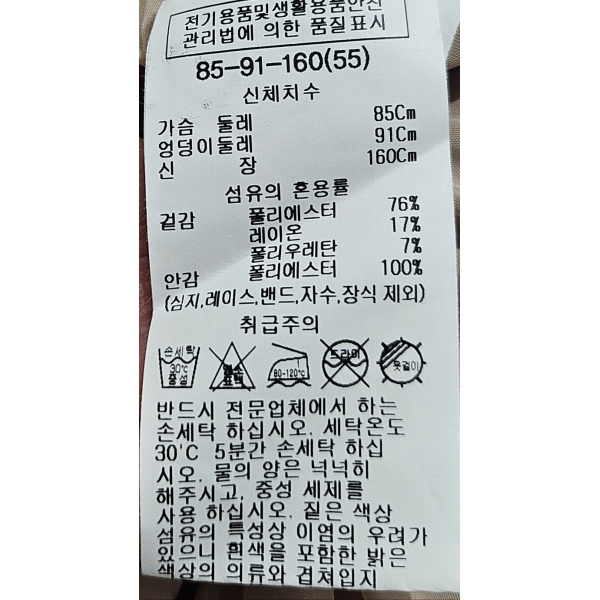 전기용품및생활용품안전
관리법에 의한 품질표시
85-91-160(55)
신체치수
가슴 둘레 85Cm
엉덩이둘레 91Cm
신 장 160Cm
섬유의 혼용률
겉감 폴리에스터 76%
레이온 17%
폴리우레탄 7%
안감 폴리에스터 100%
(심지,레이스,밴드,자수,장식 제외)
취급주의
손세탁 30℃ 중성 염소표백 80-120℃ 드라이 옷걸이
반드시 전문업체에서 하는
손세탁 하십시오. 세탁온도
30'C 5분간 손세탁 하십
시오. 물의 양은 넉넉히
해주시고, 중성 세제를
사용 하십시오. 짙은 색상
섬유의 특성상 이염의 우려가
있으니 흰색을 포함한 밝은
색상의 의류와 겹쳐입지